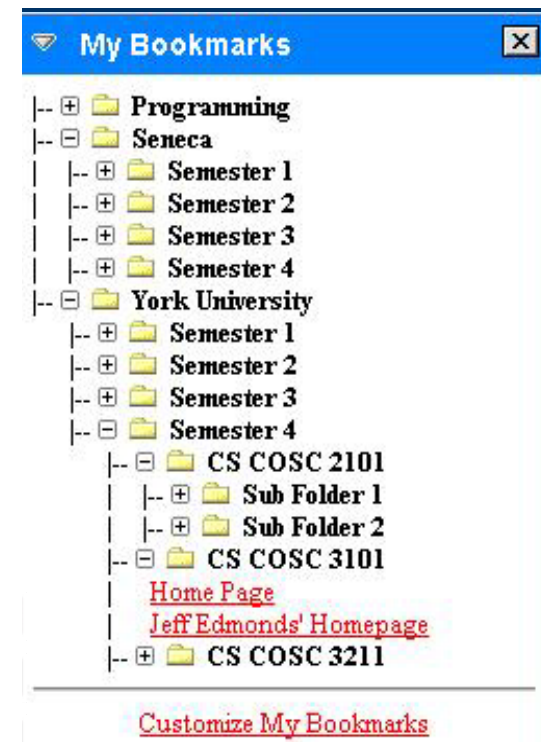 My Bookmarks
Programming
Seneca
Semester 1
Semester 2
Semester 3
Semester 4
York University
Semester 1
Semester 2
Semester 3
Semester 4
CS COSC 2101
Sub Folder 1
Sub Folder 2
CS COSC 3101
Home Page
Jeff Edmonds' Homepage
CS COSC 3211
Customize My Bookmarks